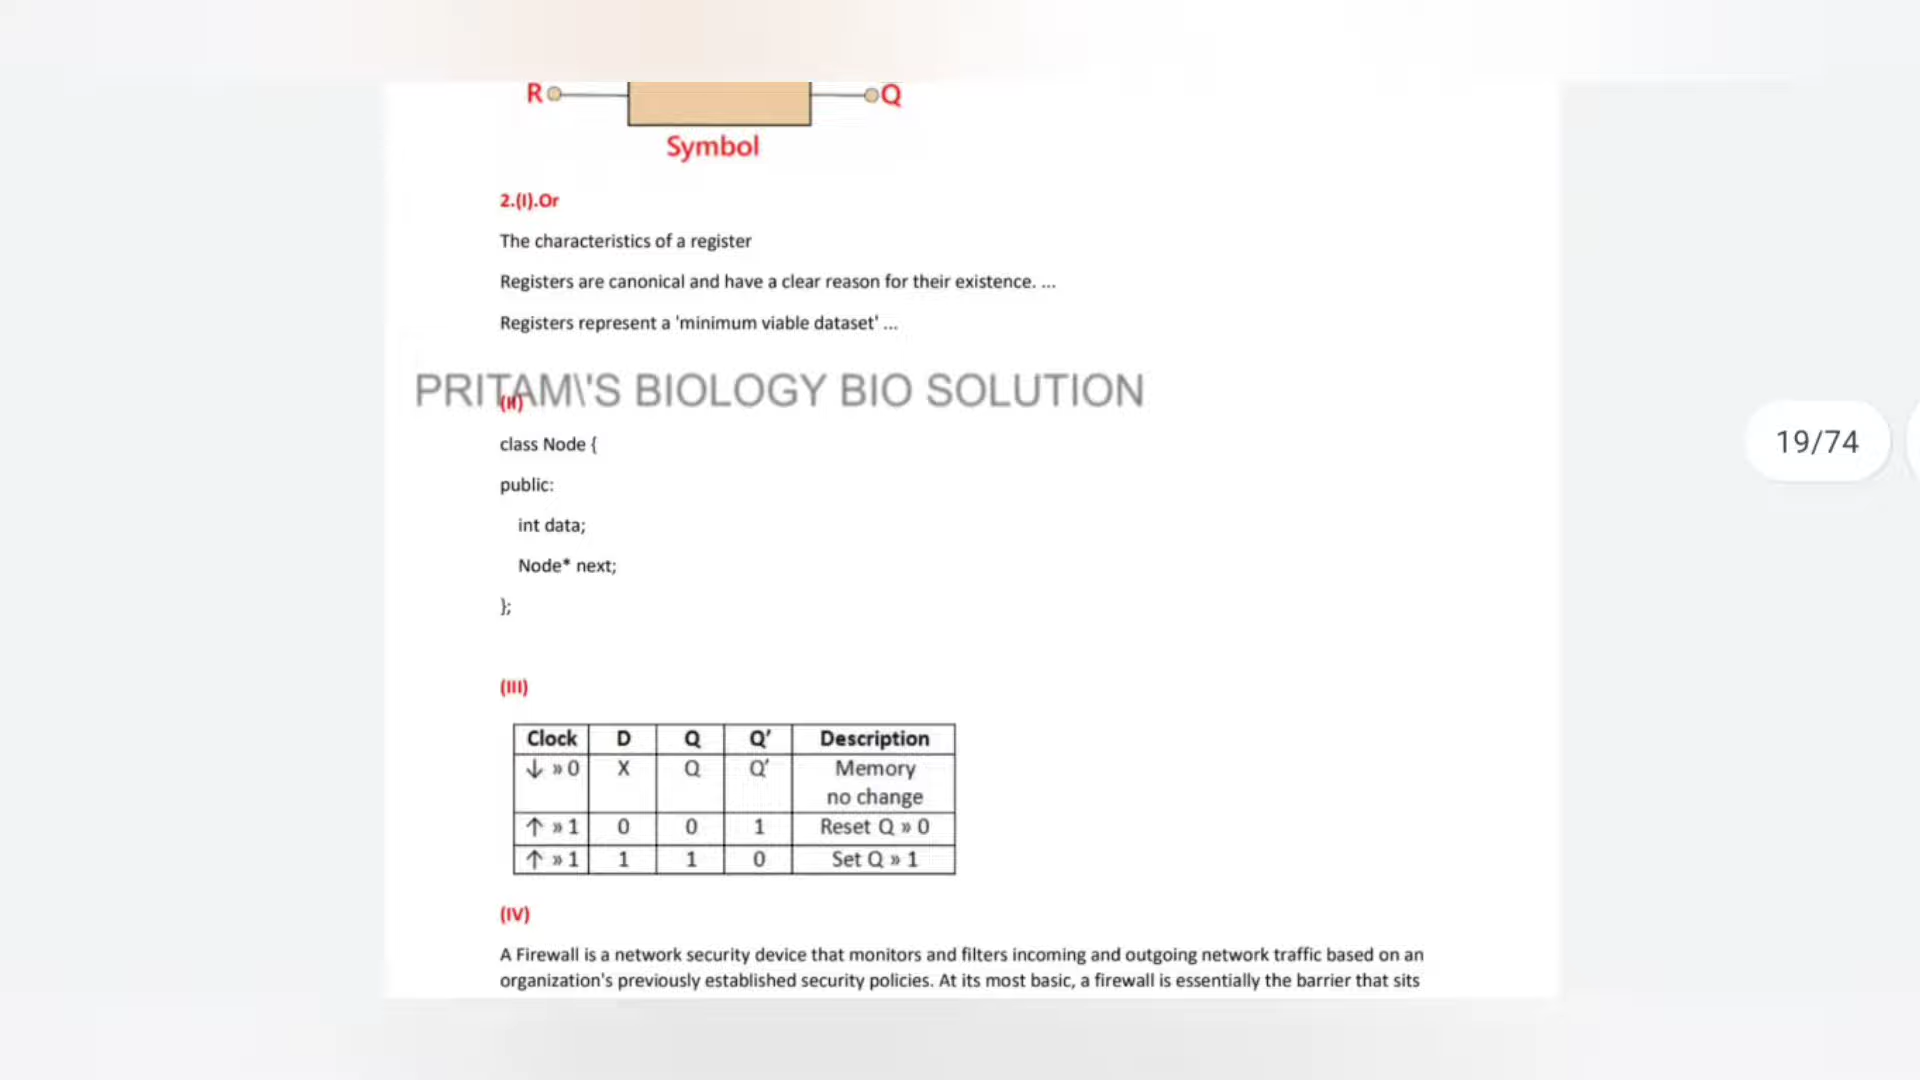 R Q
Symbol
2.(I).Or
The characteristics of a register
Registers are canonical and have a clear reason for their existence. ...
Registers represent a 'minimum viable dataset' ...
PRITAM\'S BIOLOGY BIO SOLUTION
(II)
class Node {
public:
int data;
Node* next;
};
19/74
(III)
Clock D Q Q’ Description
↓ » 0 X Q Q’ Memory
no change
↑ » 1 0 0 1 Reset Q » 0
↑ » 1 1 1 0 Set Q » 1
(IV)
A Firewall is a network security device that monitors and filters incoming and outgoing network traffic based on an
organization's previously established security policies. At its most basic, a firewall is essentially the barrier that sits